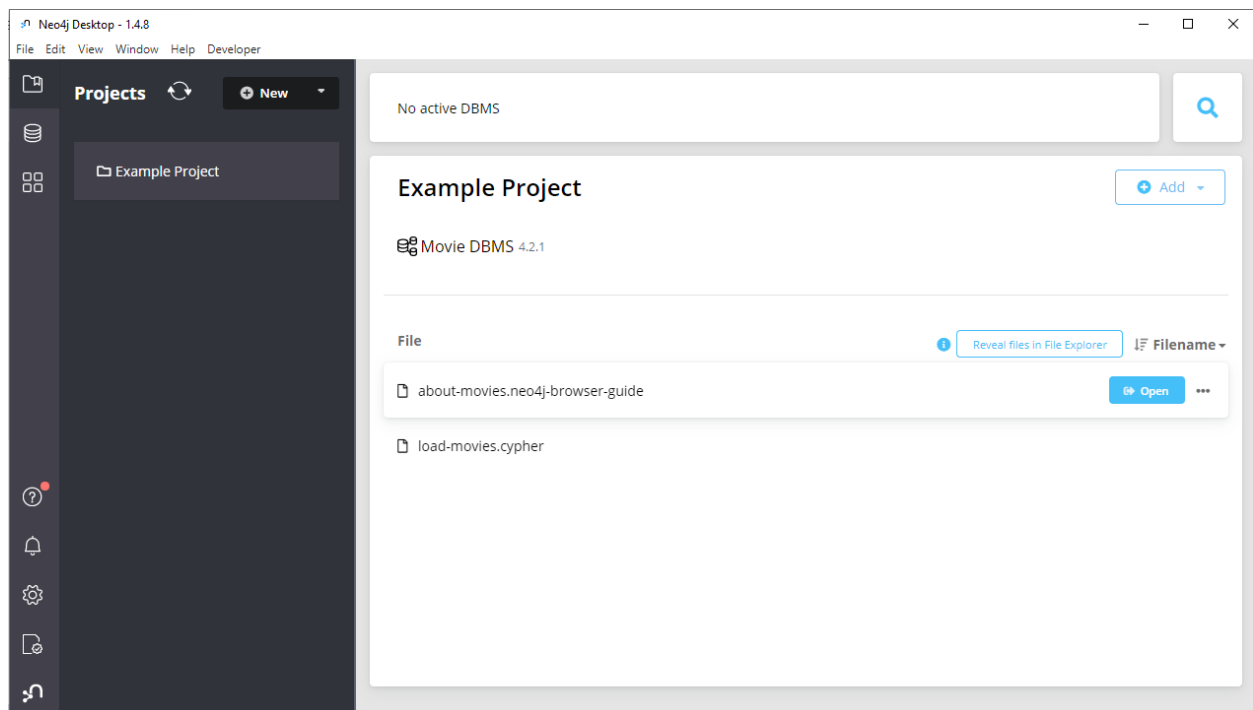 Neo4j Desktop - 1.4.8
File Edit View Window Help Developer
Projects
New
Example Project
No active DBMS
Example Project
Add
Movie DBMS 4.2.1
File
Reveal files in File Explorer
Filename
about-movies.neo4j-browser-guide
Open
load-movies.cypher